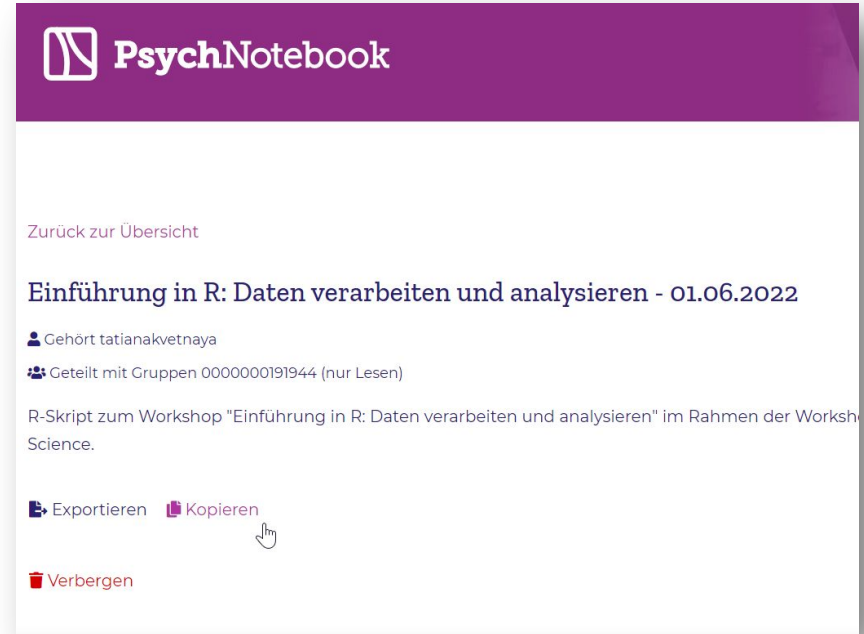 PsychNotebook
Zurück zur Übersicht
Einführung in R: Daten verarbeiten und analysieren - 01.06.2022
Gehört tatianakvetnaya
Geteilt mit Gruppen 0000000191944 (nur Lesen)
R-Skript zum Workshop "Einführung in R: Daten verarbeiten und analysieren" im Rahmen der
Science.
Exportieren Kopieren
Verbergen